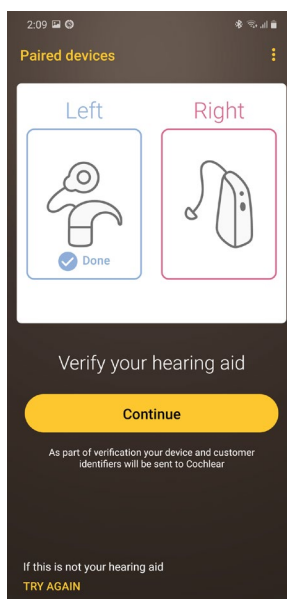 2:09
Paired devices
Left
Right
Done
Verify your hearing aid
Continue
As part of verification your device and customer
identifiers will be sent to Cochlear
If this is not your hearing aid
TRY AGAIN